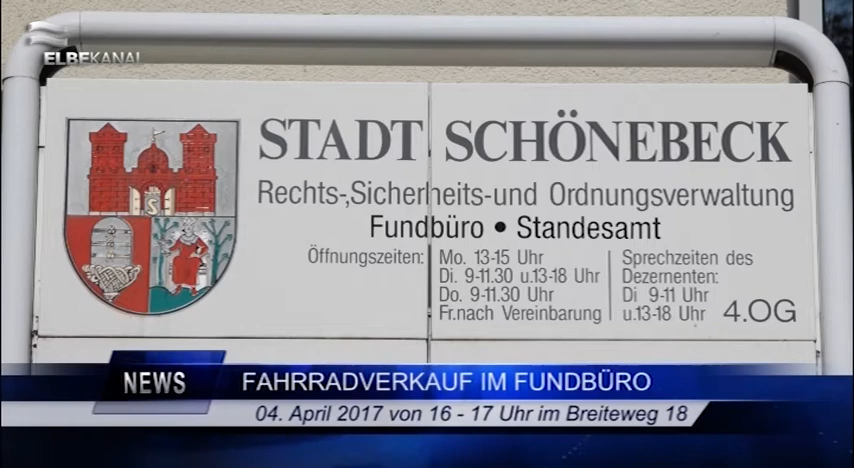 ELBEKANAL
STADT SCHÖNEBECK
Rechts-,Sicherheits-und Ordnungsverwaltung
Fundbüro • Standesamt
Öffnungszeiten: Mo. 13-15 Uhr
Di. 9-11.30 u.13-18 Uhr
Do. 9-11.30 Uhr
Fr.nach Vereinbarung
Sprechzeiten des
Dezernenten:
Di 9-11 Uhr
u.13-18 Uhr 4.OG
S
NEWS FAHRRADVERKAUF IM FUNDBÜRO
04. April 2017 von 16 - 17 Uhr im Breiteweg 18